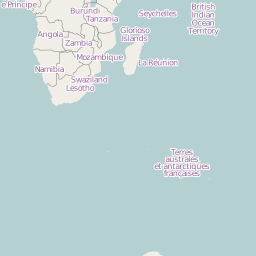 e Principe
Burundi
Tanzania
Seychelles
British
Indian
Ocean
Territory
Angola
Glorioso
Islands
Zambia
Mozambique
La Réunion
Namibia
Swaziland
Lesotho
Terres
australes
et antarctiques
françaises